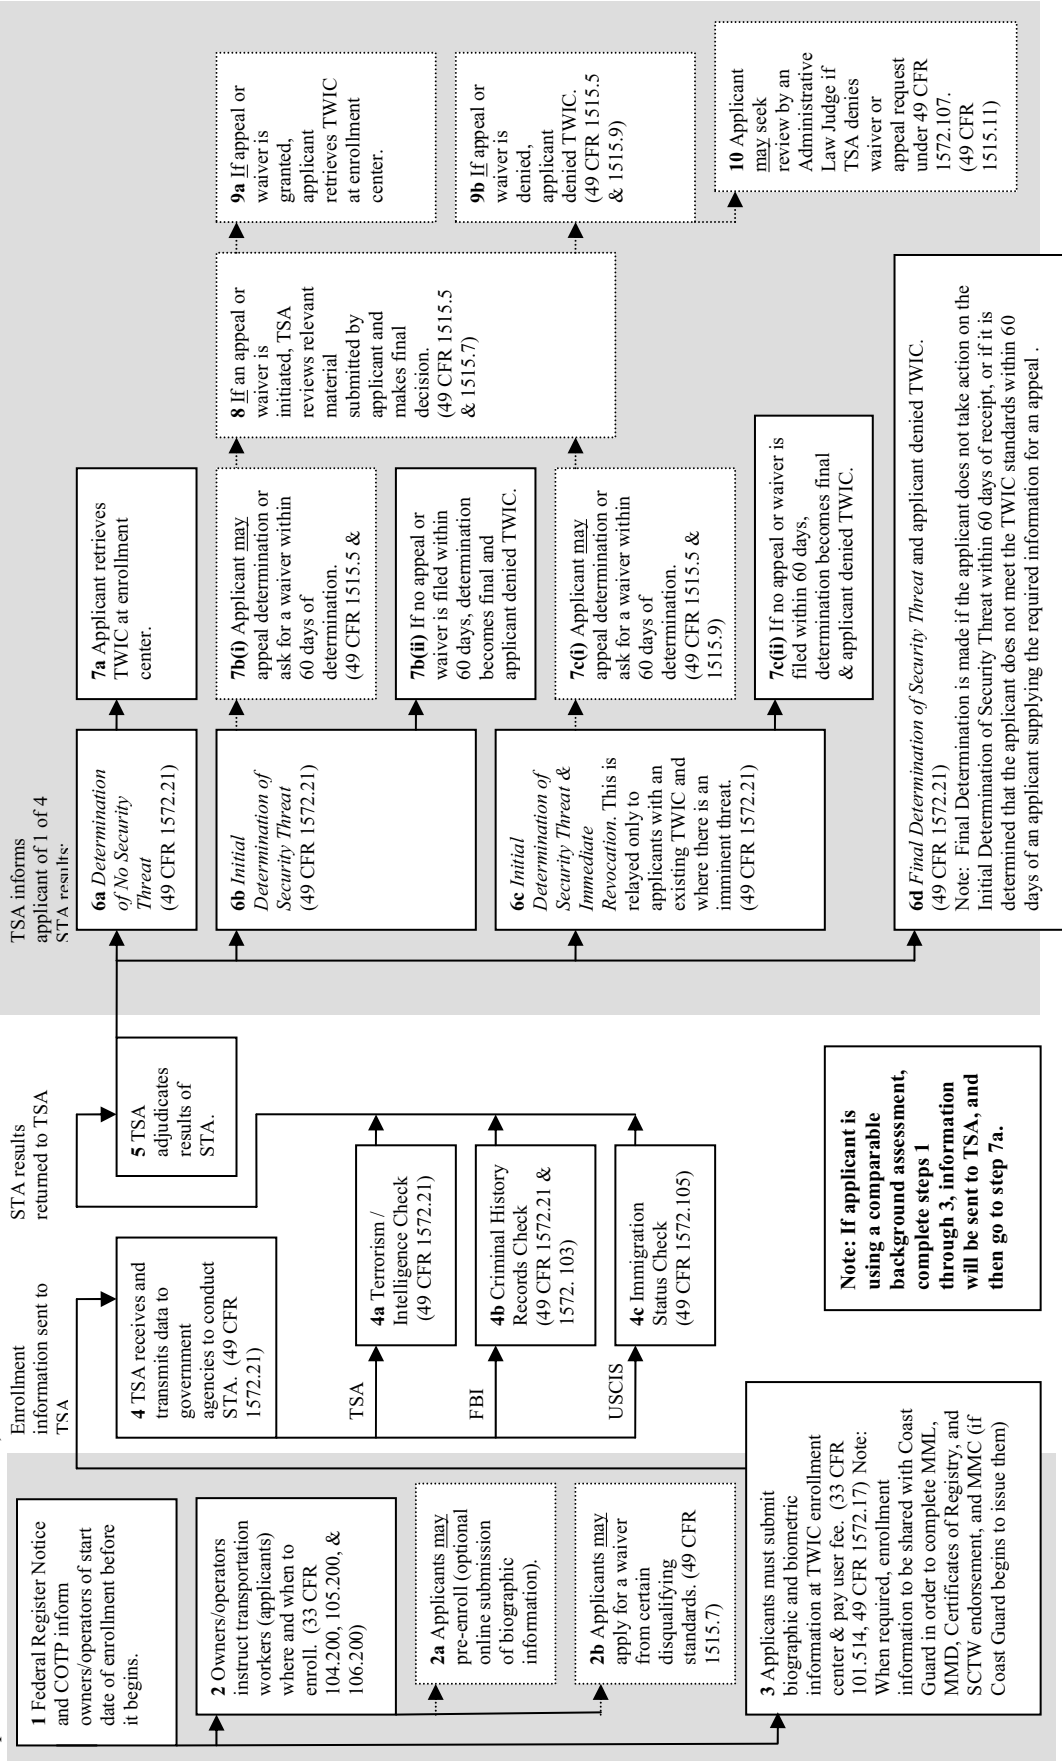 1 Federal Register Notice
and COTP inform
owners/operators of start
date of enrollment before
it begins.
2 Owners/operators
instruct transportation
workers (applicants)
where and when to
enroll. (33 CFR
104.200, 105.200, &
106.200)
2a Applicants may
pre-enroll (optional
online submission
of biographic
information).
2b Applicants may
apply for a waiver
from certain
disqualifying
standards. (49 CFR
1515.7)
3 Applicants must submit
biographic and biometric
information at TWIC enrollment
center & pay user fee. (33 CFR
101.514, 49 CFR 1572.17) Note:
When required, enrollment
information to be shared with Coast
Guard in order to complete MML,
MMD, Certificates of Registry, and
SCTW endorsement, and MMC (if
Coast Guard begins to issue them)
Enrollment
information sent to
TSA
4 TSA receives and
transmits data to
government
agencies to conduct
STA. (49 CFR
1572.21)
TSA
4a Terrorism /
Intelligence Check
(49 CFR 1572.21)
FBI
4b Criminal History
Records Check
(49 CFR 1572.21 &
1572. 103)
USCIS
4c Immigration
Status Check
(49 CFR 1572.105)
STA results
returned to TSA
5 TSA
adjudicates
results of
STA.
Note: If applicant is
using a comparable
background assessment,
complete steps 1
through 3, information
will be sent to TSA, and
then go to step 7a.
TSA informs
applicant of 1 of 4
STA results:
6a Determination
of No Security
Threat
(49 CFR 1572.21)
6b Initial
Determination of
Security Threat
(49 CFR 1572.21)
6c Initial
Determination of
Security Threat &
Immediate
Revocation. This is
relayed only to
applicants with an
existing TWIC and
where there is an
imminent threat.
(49 CFR 1572.21)
6d Final Determination of Security Threat and applicant denied TWIC.
(49 CFR 1572.21)
Note: Final Determination is made if the applicant does not take action on the
Initial Determination of Security Threat within 60 days of receipt, or if it is
determined that the applicant does not meet the TWIC standards within 60
days of an applicant supplying the required information for an appeal .
7a Applicant retrieves
TWIC at enrollment
center.
7b(i) Applicant may
appeal determination or
ask for a waiver within
60 days of
determination.
(49 CFR 1515.5 &
1515.9)
7b(ii) If no appeal or
waiver is filed within
60 days, determination
becomes final and
applicant denied TWIC.
7c(i) Applicant may
appeal determination or
ask for a waiver within
60 days of
determination.
(49 CFR 1515.5 &
1515.9)
7c(ii) If no appeal or waiver is
filed within 60 days,
determination becomes final
& applicant denied TWIC.
8 If an appeal or
waiver is
initiated, TSA
reviews relevant
material
submitted by
applicant and
makes final
decision.
(49 CFR 1515.5
& 1515.7)
9a If appeal or
waiver is
granted,
applicant
retrieves TWIC
at enrollment
center.
9b If appeal or
waiver is
denied,
applicant
denied TWIC.
(49 CFR 1515.5
& 1515.9)
10 Applicant
may seek
review by an
Administrative
Law Judge if
TSA denies
waiver or
appeal request
under 49 CFR
1572.107.
(49 CFR
1515.11)